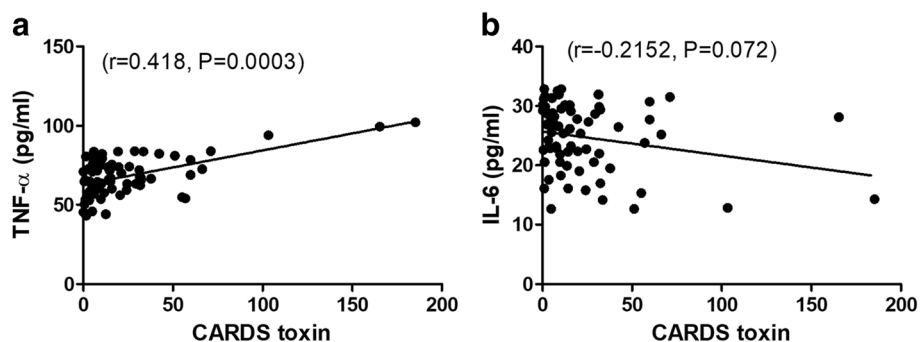 a
(r=0.418, P=0.0003)
TNF-α (pg/ml)
150
100
50
0
0 50 100 150 200
CARDS toxin
b
(r=-0.2152, P=0.072)
IL-6 (pg/ml)
40
30
20
10
0
0 50 100 150 200
CARDS toxin